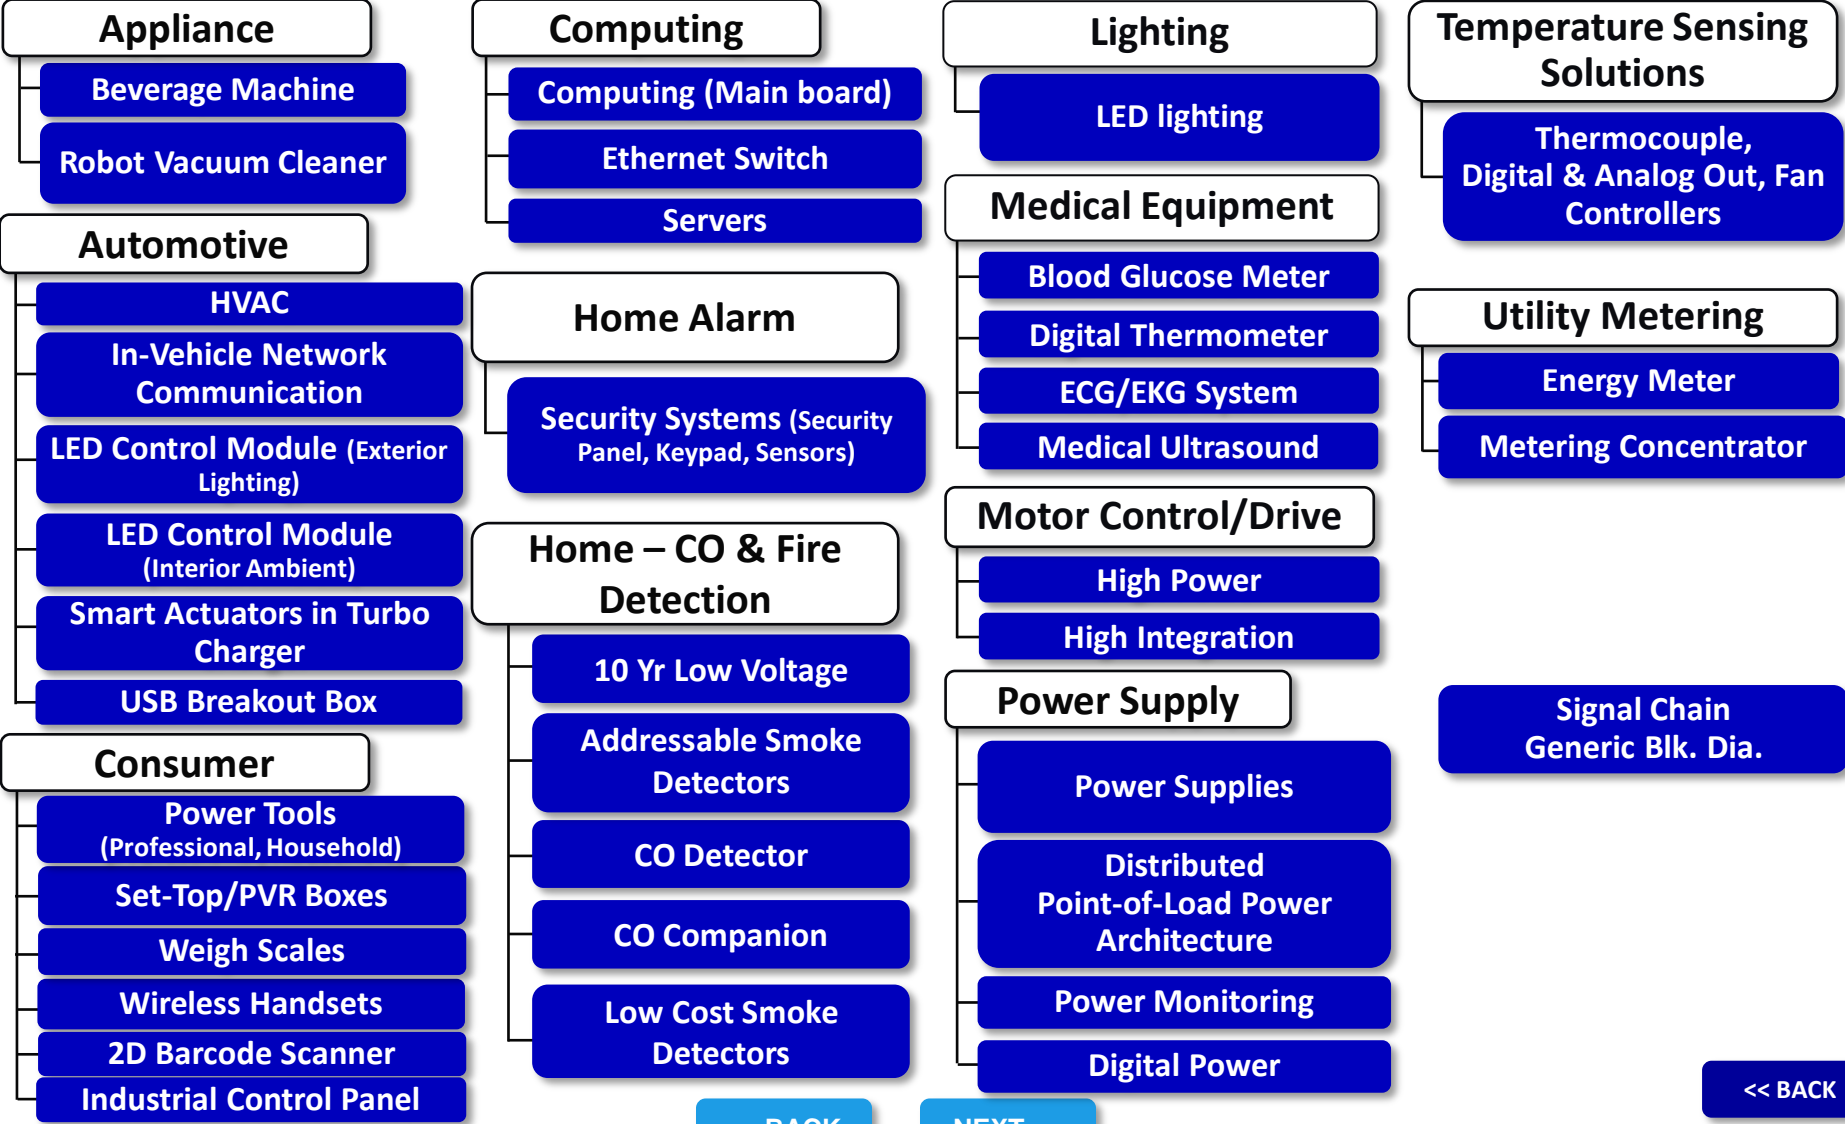 Appliance
Beverage Machine
Robot Vacuum Cleaner
Automotive
HVAC
In-Vehicle Network
Communication
LED Control Module (Exterior
Lighting)
LED Control Module
(Interior Ambient)
Smart Actuators in Turbo
Charger
USB Breakout Box
Consumer
Power Tools
(Professional, Household)
Set-Top/PVR Boxes
Weigh Scales
Wireless Handsets
2D Barcode Scanner
Industrial Control Panel
Computing
Computing (Main board)
Ethernet Switch
Servers
Home Alarm
Security Systems (Security
Panel, Keypad, Sensors)
Home – CO & Fire
Detection
10 Yr Low Voltage
Addressable Smoke
Detectors
CO Detector
CO Companion
Low Cost Smoke
Detectors
Lighting
LED lighting
Medical Equipment
Blood Glucose Meter
Digital Thermometer
ECG/EKG System
Medical Ultrasound
Motor Control/Drive
High Power
High Integration
Power Supply
Power Supplies
Distributed
Point-of-Load Power
Architecture
Power Monitoring
Digital Power
Temperature Sensing
Solutions
Thermocouple,
Digital & Analog Out, Fan
Controllers
Utility Metering
Energy Meter
Metering Concentrator
Signal Chain
Generic Blk. Dia.
<< BACK
BACK
NEXT